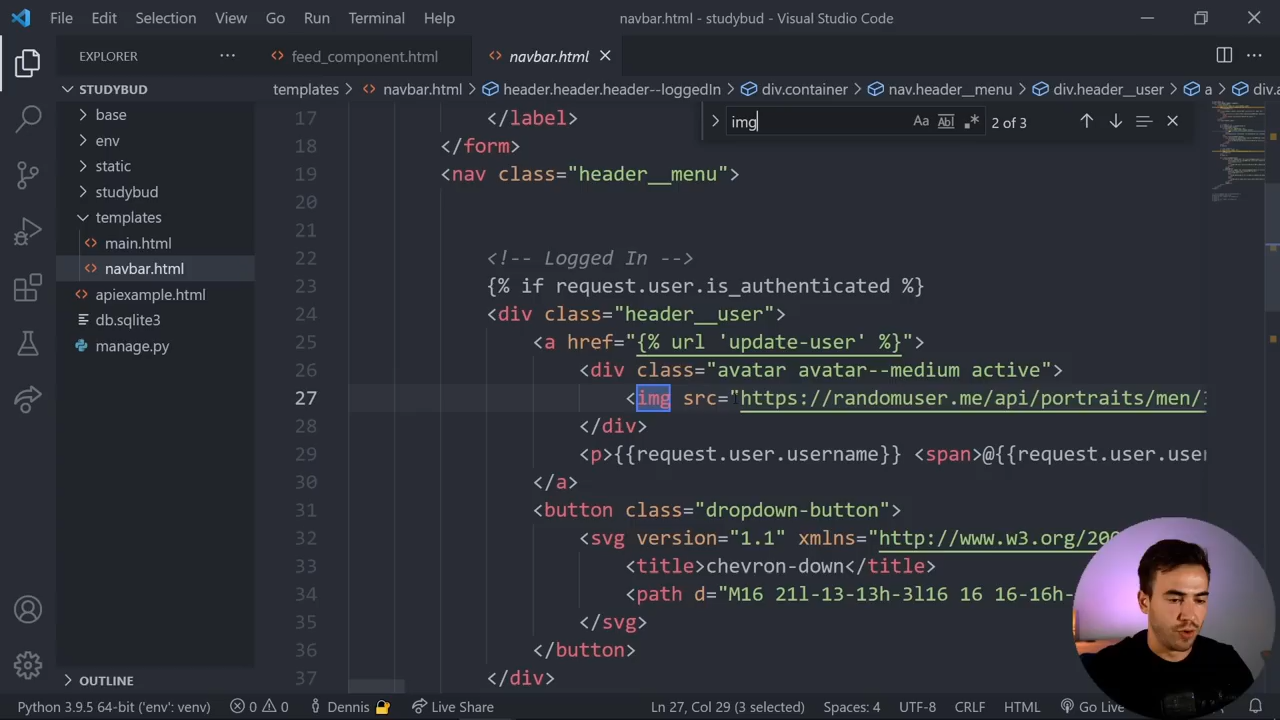 File Edit Selection View Go Run Terminal Help navbar.html - studybud - Visual Studio Code
EXPLORER
feed_component.html navbar.html
STUDYBUD
templates navbar.html header.header.header--loggedIn div.container nav.header__menu div.header__user a div.a
base
env
static
studybud
templates
main.html
navbar.html
apiexample.html
db.sqlite3
manage.py
OUTLINE
img Aa Ab 2 of 3
17 </label>
18 </form>
19 <nav class="header__menu">
20
21
22 <!-- Logged In -->
23 {% if request.user.is_authenticated %}
24 <div class="header__user">
25 <a href="{% url 'update-user' %}">
26 <div class="avatar avatar--medium active">
27 <img src="https://randomuser.me/api/portraits/men/
28 </div>
29 <p>{{request.user.username}} <span>@{{request.user.user
30 </a>
31 <button class="dropdown-button">
32 <svg version="1.1" xmlns="http://www.w3.org/200
33 <title>chevron-down</title>
34 <path d="M16 21l-13-13h-3l16 16 16-16h-
35 </svg>
36 </button>
37 </div>
Python 3.9.5 64-bit ('env': venv) 0 0 Dennis Live Share Ln 27, Col 29 (3 selected) Spaces: 4 UTF-8 CRLF HTML Go Live